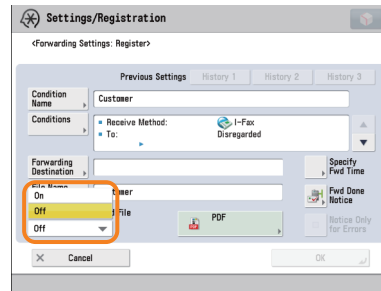 Settings/Registration
<Forwarding Settings: Register>
Previous Settings History 1 History 2 History 3
Condition Name Customer
Conditions
Receive Method: I-Fax
To: Disregarded
Forwarding Destination
Specify Fwd Time
File Name
On
Off
Off
File
PDF
Fwd Done Notice
Notice Only for Errors
Cancel
OK